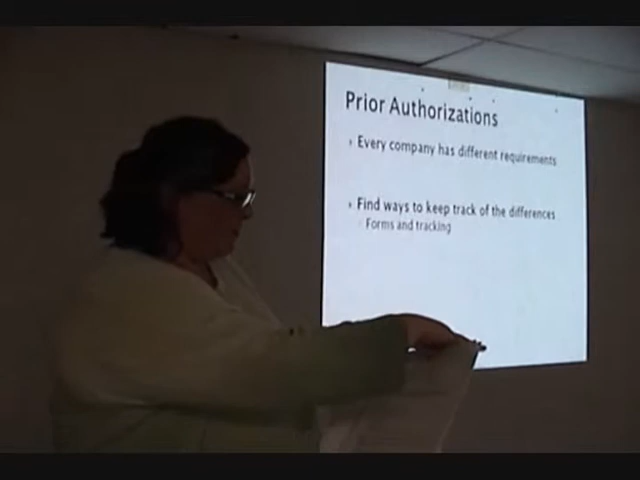 Prior Authorizations
Every company has different requirements
Find ways to keep track of the differences
Forms and tracking